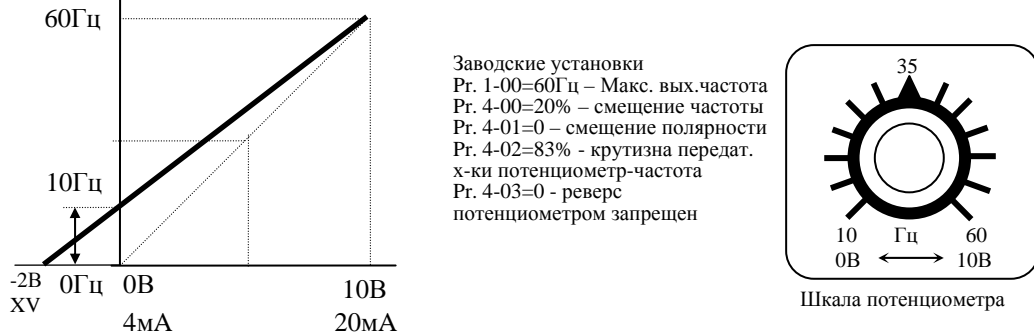 60Гц
10Гц
-2В
XV
0Гц
0В
10В
4мА
20мА
Заводские установки
Pr. 1-00=60Гц – Макс. вых.частота
Pr. 4-00=20% – смещение частоты
Pr. 4-01=0 – смещение полярности
Pr. 4-02=83% - крутизна передат.
х-ки потенциометр-частота
Pr. 4-03=0 - реверс
потенциометром запрещен
35
10 Гц 60
0В 10В
Шкала потенциометра